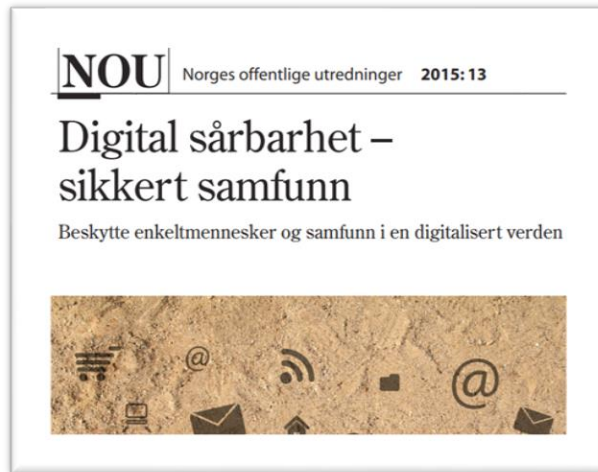 NOU Norges offentlige utredninger 2015: 13
Digital sårbarhet –
sikkert samfunn
Beskytte enkeltmennesker og samfunn i en digitalisert verden
@
@